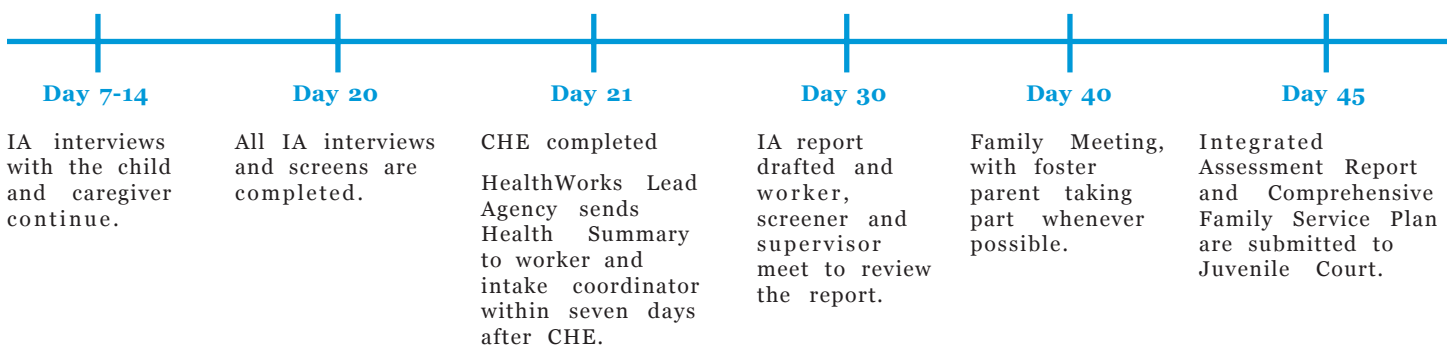 Day 7-14
IA interviews
with the child
and caregiver
continue.
Day 20
All IA interviews
and screens are
completed.
Day 21
CHE completed
HealthWorks Lead
Agency sends
Health Summary
to worker and
intake coordinator
within seven days
after CHE.
Day 30
IA report
drafted and
worker,
screener and
supervisor
meet to review
the report.
Day 40
Family Meeting,
with foster
parent taking
part whenever
possible.
Day 45
Integrated
Assessment Report
and Comprehensive
Family Service Plan
are submitted to
Juvenile Court.